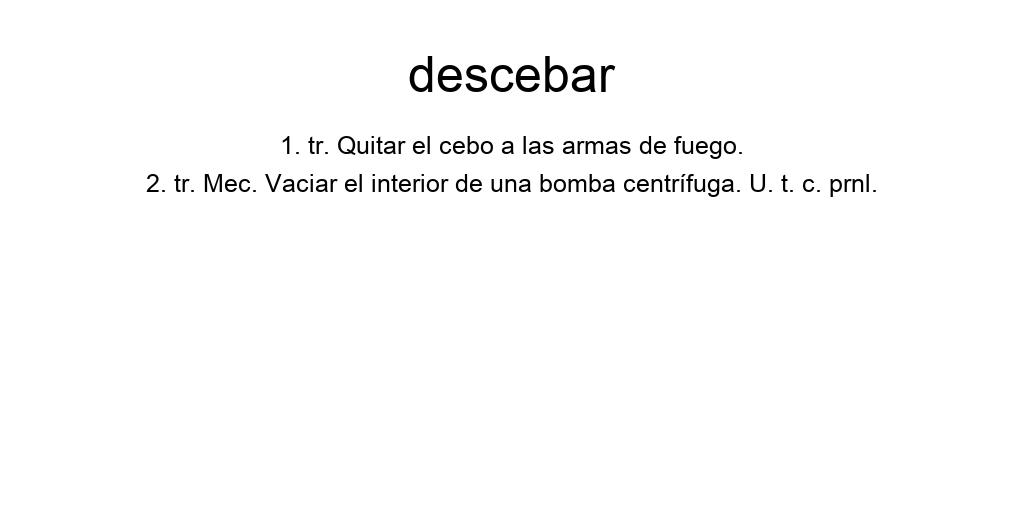 descebar
1. tr. Quitar el cebo a las armas de fuego.
2. tr. Mec. Vaciar el interior de una bomba centrífuga. U. t. c. prnl.